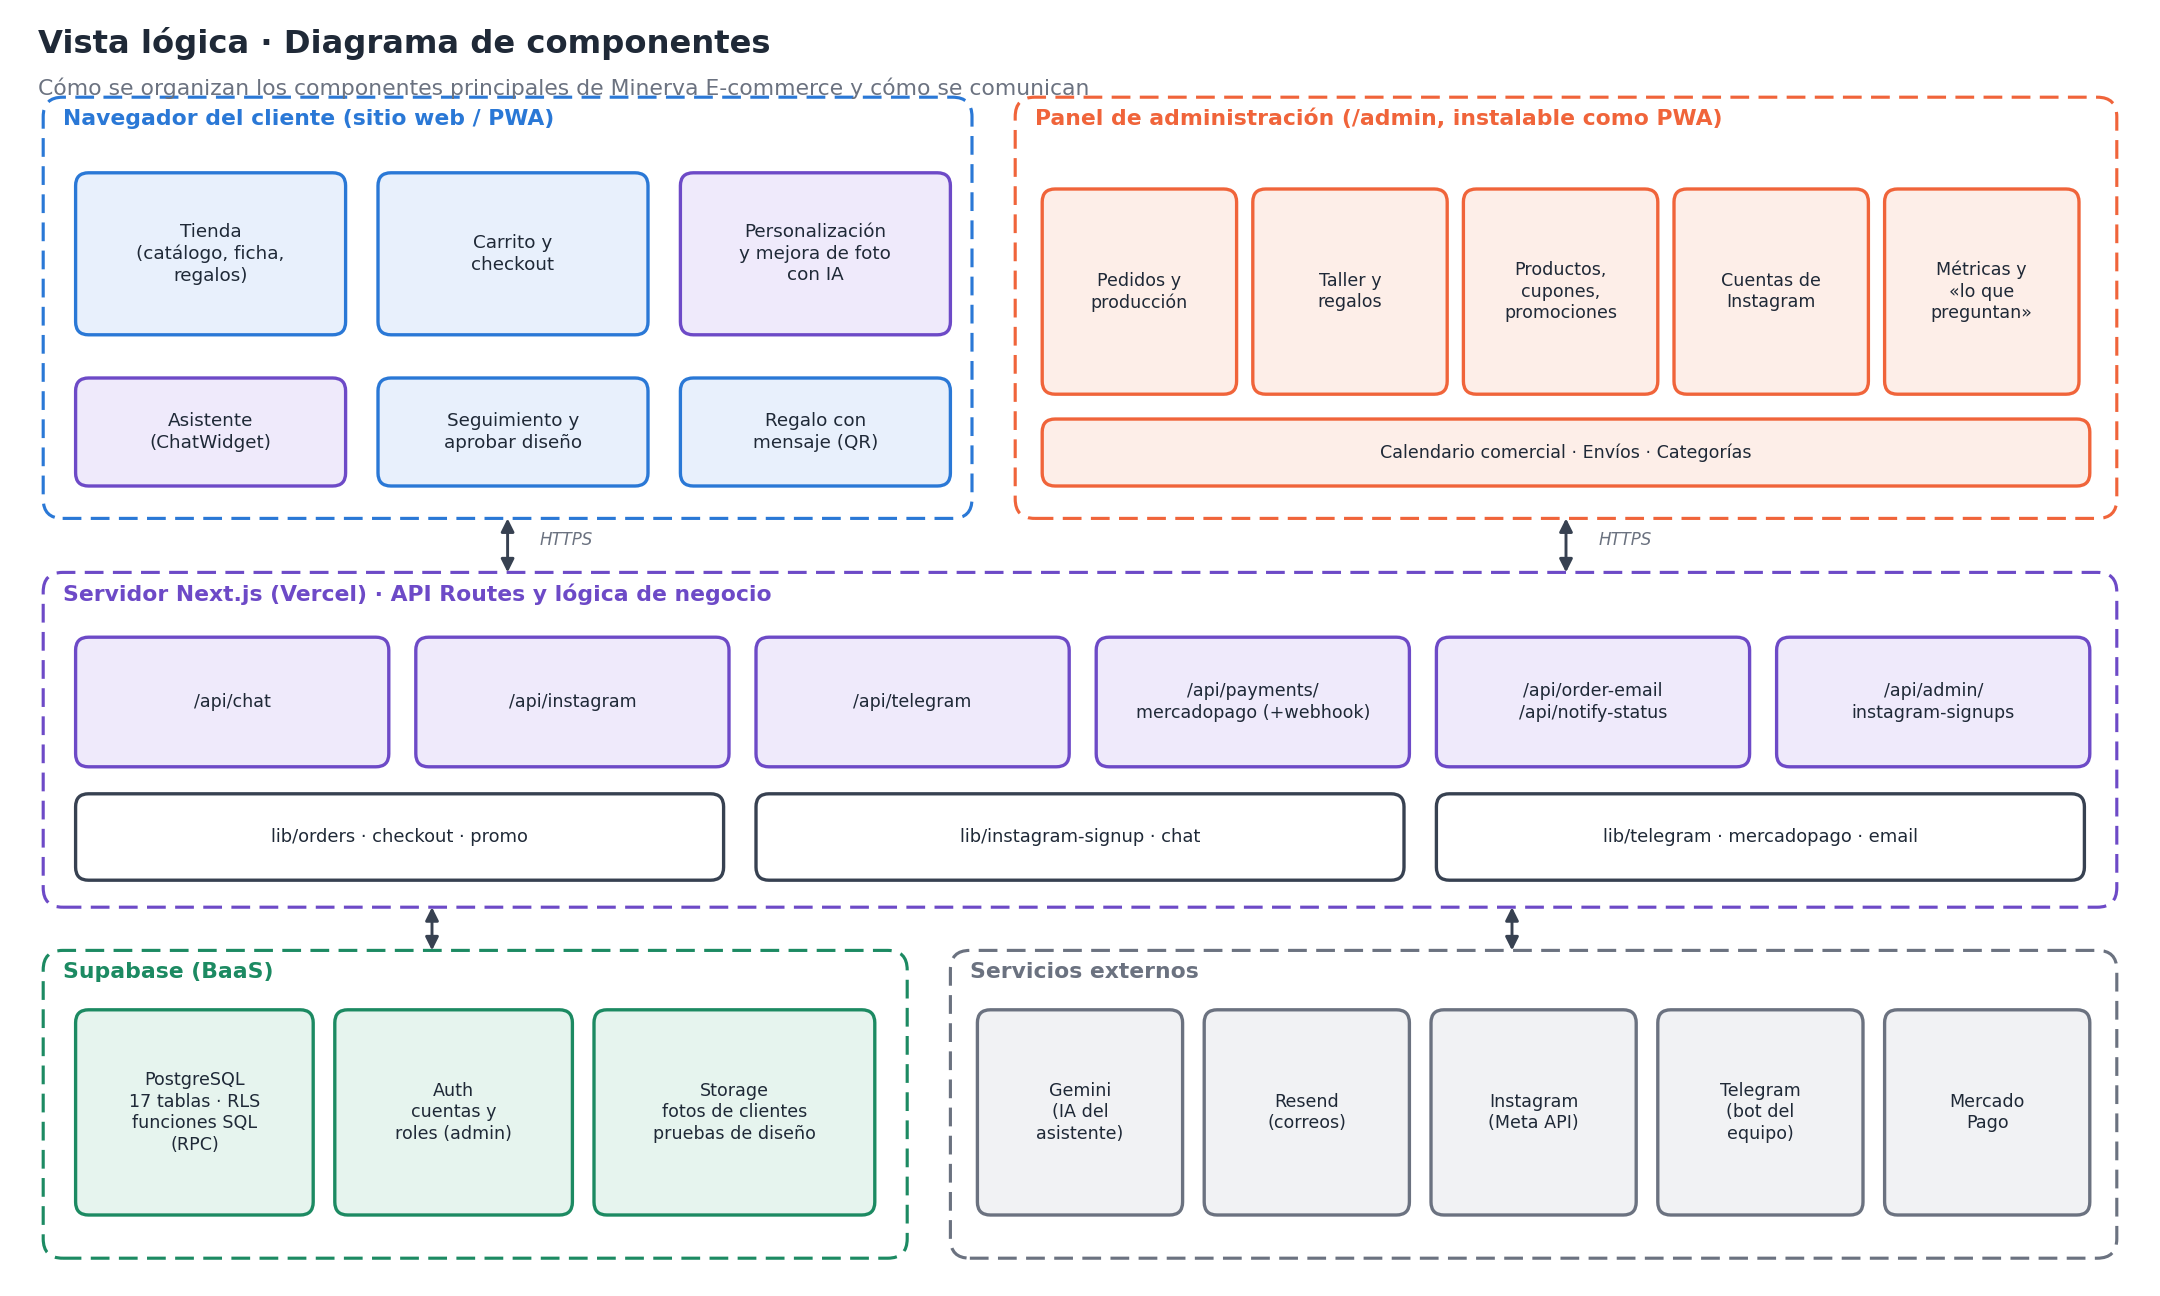 Vista lógica · Diagrama de componentes
Cómo se organizan los componentes principales de Minerva E-commerce y cómo se comunican
Navegador del cliente (sitio web / PWA)
Tienda
(catálogo, ficha,
regalos)
Carrito y
checkout
Personalización
y mejora de foto
con IA
Asistente
(ChatWidget)
Seguimiento y
aprobar diseño
Regalo con
mensaje (QR)
Panel de administración (/admin, instalable como PWA)
Pedidos y
producción
Taller y
regalos
Productos,
cupones,
promociones
Cuentas de
Instagram
Métricas y
«lo que
preguntan»
Calendario comercial · Envíos · Categorías
HTTPS
HTTPS
Servidor Next.js (Vercel) · API Routes y lógica de negocio
/api/chat
/api/instagram
/api/telegram
/api/payments/
mercadopago (+webhook)
/api/order-email
/api/notify-status
/api/admin/
instagram-signups
lib/orders · checkout · promo
lib/instagram-signup · chat
lib/telegram · mercadopago · email
Supabase (BaaS)
PostgreSQL
17 tablas · RLS
funciones SQL
(RPC)
Auth
cuentas y
roles (admin)
Storage
fotos de clientes
pruebas de diseño
Servicios externos
Gemini
(IA del
asistente)
Resend
(correos)
Instagram
(Meta API)
Telegram
(bot del
equipo)
Mercado
Pago